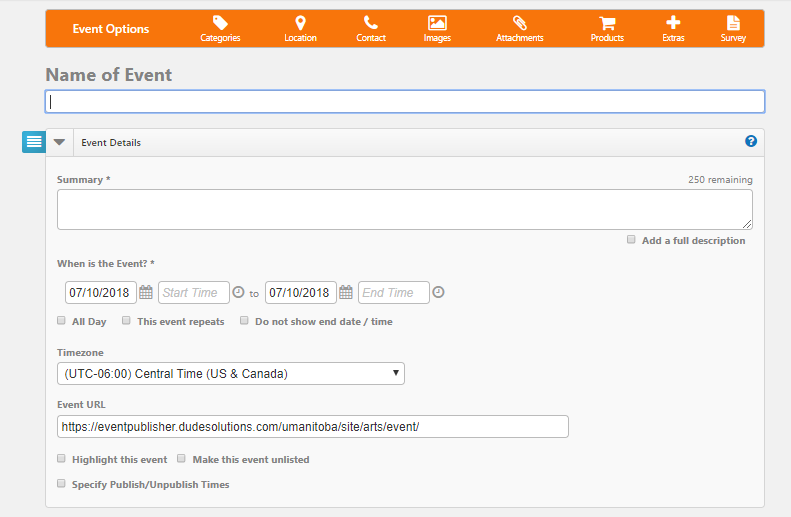 Event Options Categories Location Contact Images Attachments Products Extras Survey
Name of Event
Event Details ?
Summary * 250 remaining
Add a full description
When is the Event? *
07/10/2018 Start Time to 07/10/2018 End Time
All Day This event repeats Do not show end date / time
Timezone
(UTC-06:00) Central Time (US & Canada)
Event URL
https://eventpublisher.dudesolutions.com/umanitoba/site/arts/event/
Highlight this event Make this event unlisted
Specify Publish/Unpublish Times